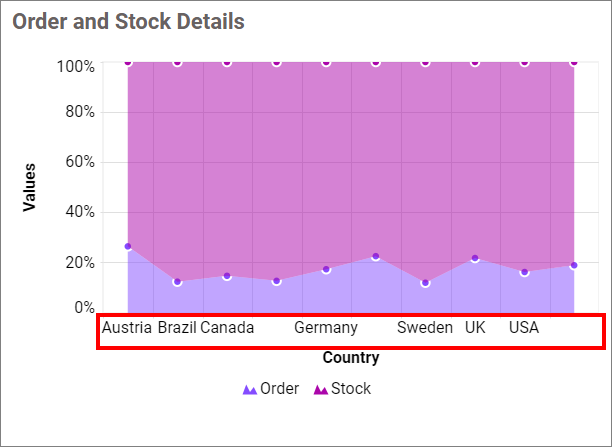 Order and Stock Details
100%
80%
60%
40%
20%
0%
Values
Austria Brazil Canada Germany Sweden UK USA
Country
Order Stock